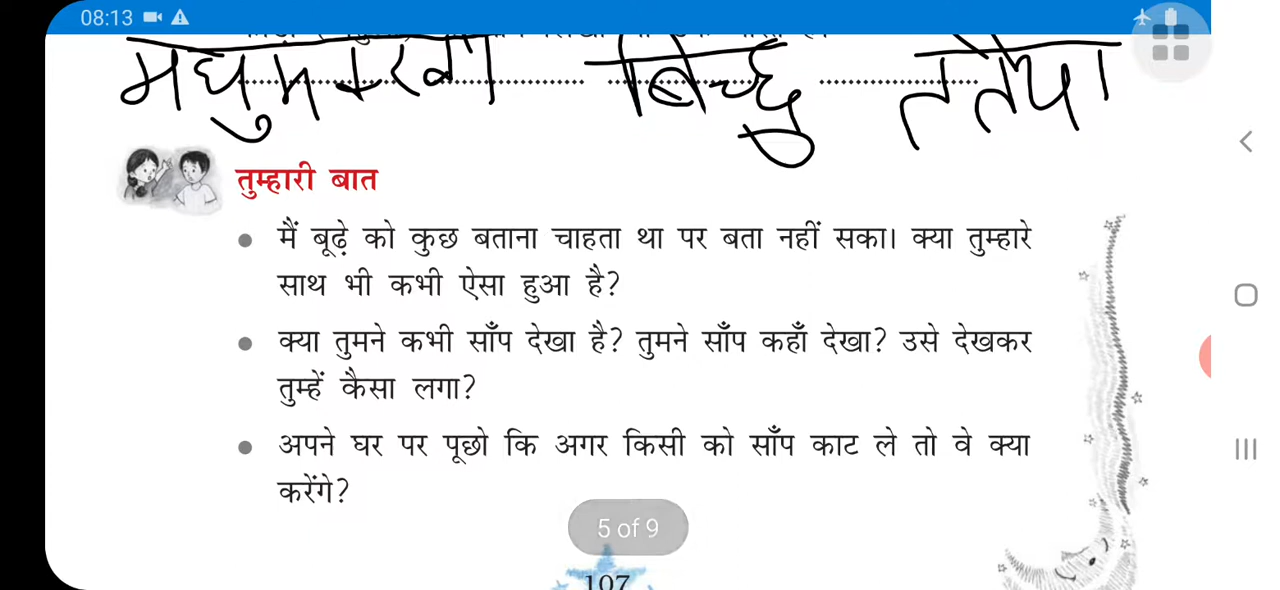 08:13
मधुमक्खी बिच्छु ततैया
तुम्हारी बात
मैं बूढ़े को कुछ बताना चाहता था पर बता नहीं सका। क्या तुम्हारे
साथ भी कभी ऐसा हुआ है?
क्या तुमने कभी साँप देखा है? तुमने साँप कहाँ देखा? उसे देखकर
तुम्हें कैसा लगा?
अपने घर पर पूछो कि अगर किसी को साँप काट ले तो वे क्या
करेंगे?
5 of 9
107